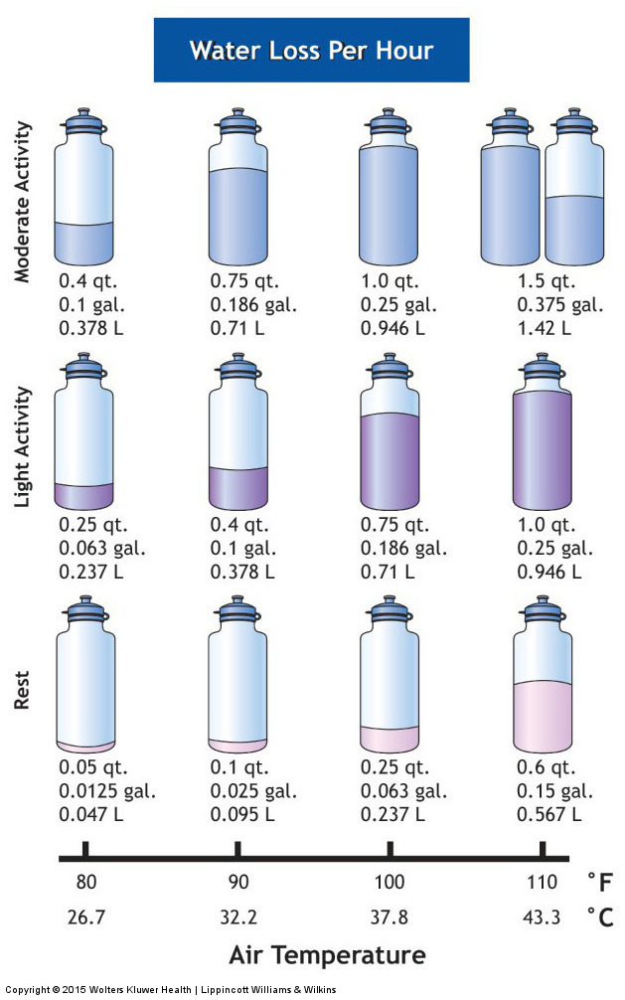 Water Loss Per Hour
Moderate Activity
0.4 qt.
0.1 gal.
0.378 L
0.75 qt.
0.186 gal.
0.71 L
1.0 qt.
0.25 gal.
0.946 L
1.5 qt.
0.375 gal.
1.42 L
Light Activity
0.25 qt.
0.063 gal.
0.237 L
0.4 qt.
0.1 gal.
0.378 L
0.75 qt.
0.186 gal.
0.71 L
1.0 qt.
0.25 gal.
0.946 L
Rest
0.05 qt.
0.0125 gal.
0.047 L
0.1 qt.
0.025 gal.
0.095 L
0.25 qt.
0.063 gal.
0.237 L
0.6 qt.
0.15 gal.
0.567 L
80 90 100 110 °F
26.7 32.2 37.8 43.3 °C
Air Temperature
Copyright © 2015 Wolters Kluwer Health | Lippincott Williams & Wilkins